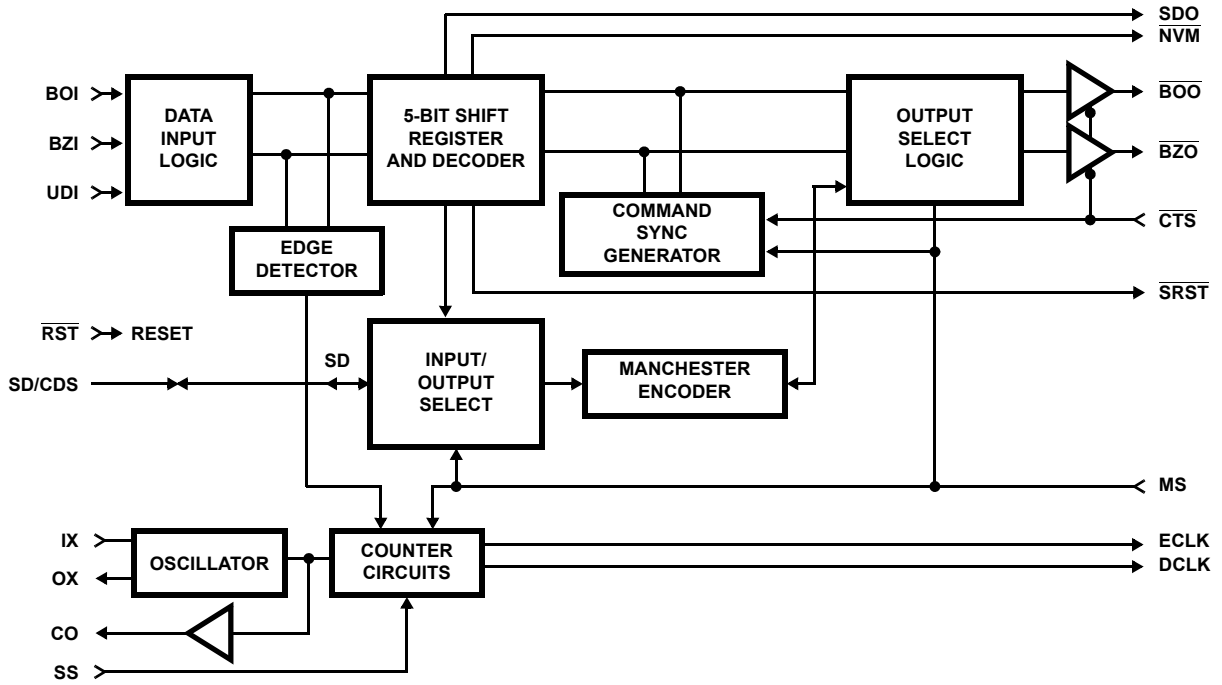 SDO
NVM
BOI
BZI
UDI
DATA
INPUT
LOGIC
5-BIT SHIFT
REGISTER
AND DECODER
OUTPUT
SELECT
LOGIC
BOO
BZO
EDGE
DETECTOR
COMMAND
SYNC
GENERATOR
CTS
SRST
RST
RESET
SD/CDS
SD
INPUT/
OUTPUT
SELECT
MANCHESTER
ENCODER
MS
IX
OX
OSCILLATOR
COUNTER
CIRCUITS
ECLK
DCLK
CO
SS